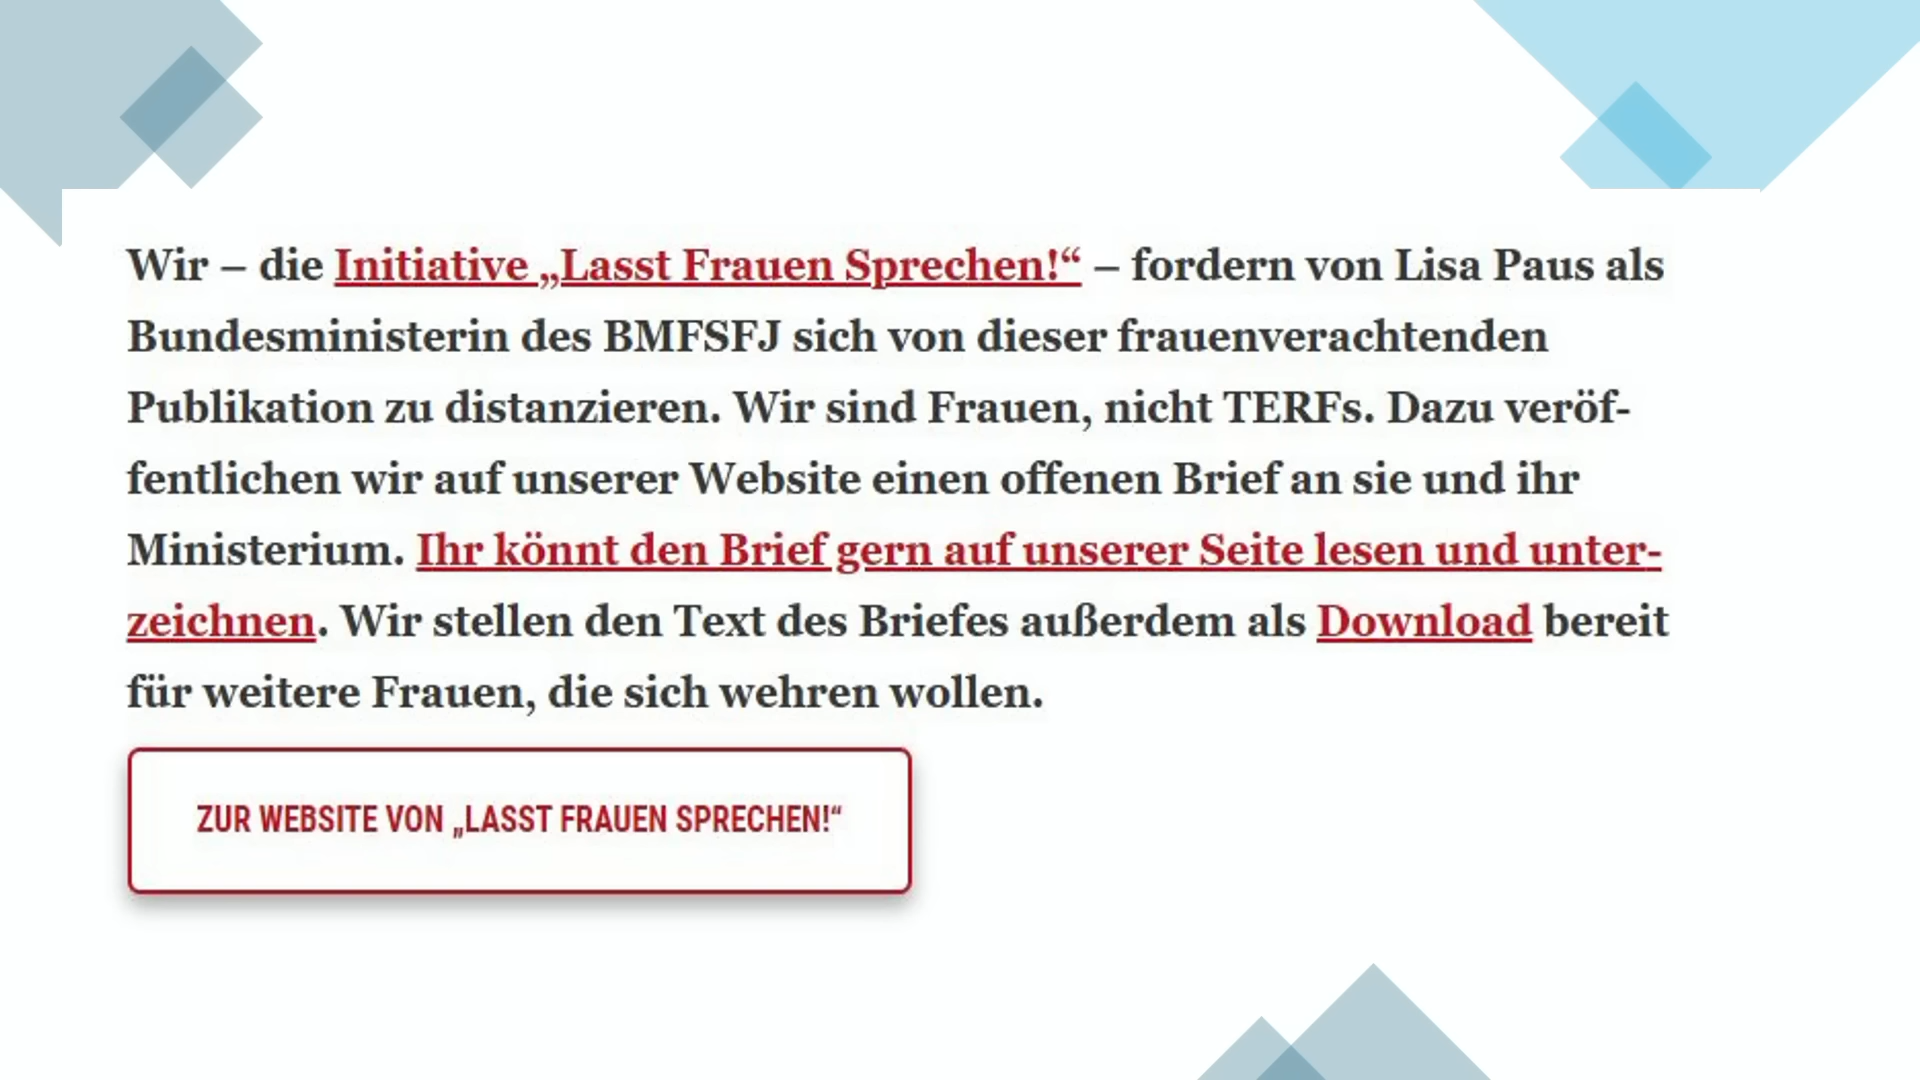 Wir – die Initiative „Lasst Frauen Sprechen!“ – fordern von Lisa Paus als
Bundesministerin des BMFSFJ sich von dieser frauenverachtenden
Publikation zu distanzieren. Wir sind Frauen, nicht TERFs. Dazu veröf-
fentlichen wir auf unserer Website einen offenen Brief an sie und ihr
Ministerium. Ihr könnt den Brief gern auf unserer Seite lesen und unter-
zeichnen. Wir stellen den Text des Briefes außerdem als Download bereit
für weitere Frauen, die sich wehren wollen.
ZUR WEBSITE VON „LASST FRAUEN SPRECHEN!“